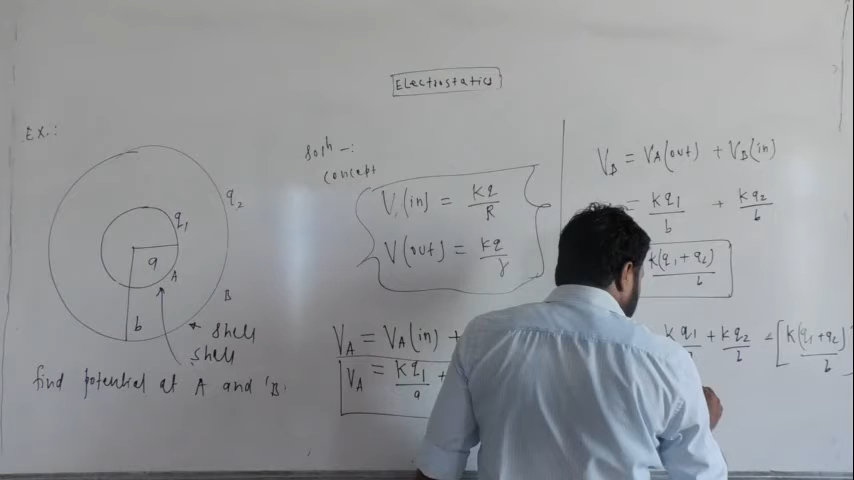 Electrostatics
Ex.:
q2
q1
a
A
B
b
shell
shell
find potential at A and B.
Soln -:
concept
V(in) = Kq/R
V(out) = Kq/r
VA = VA(in) +
VA = Kq1/a +
VB = VA(out) + VB(in)
= Kq1/b + Kq2/b
K(q1 + q2)/b
Kq1/b + Kq2/b = [K(q1+q2)/b